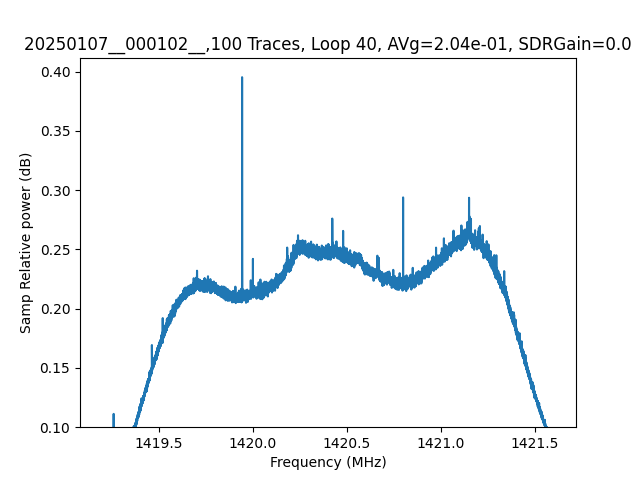 20250107__000102__,100 Traces, Loop 40, AVg=2.04e-01, SDRGain=0.0
0.40
0.35
0.30
0.25
0.20
0.15
0.10
Samp Relative power (dB)
1419.5 1420.0 1420.5 1421.0 1421.5
Frequency (MHz)